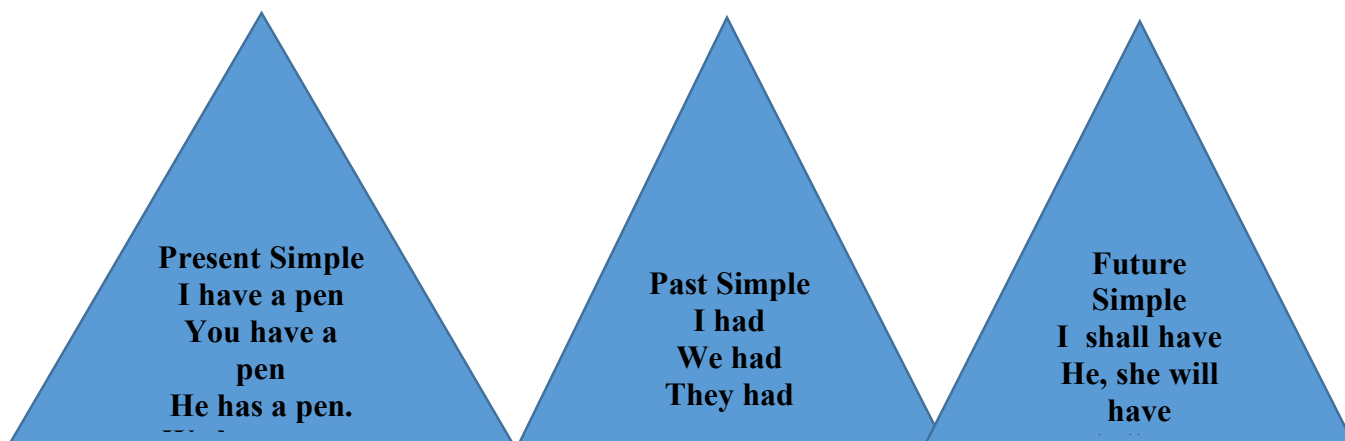 Present Simple
I have a pen
You have a
pen
He has a pen.
Past Simple
I had
We had
They had
Future
Simple
I  shall have
He, she will
have